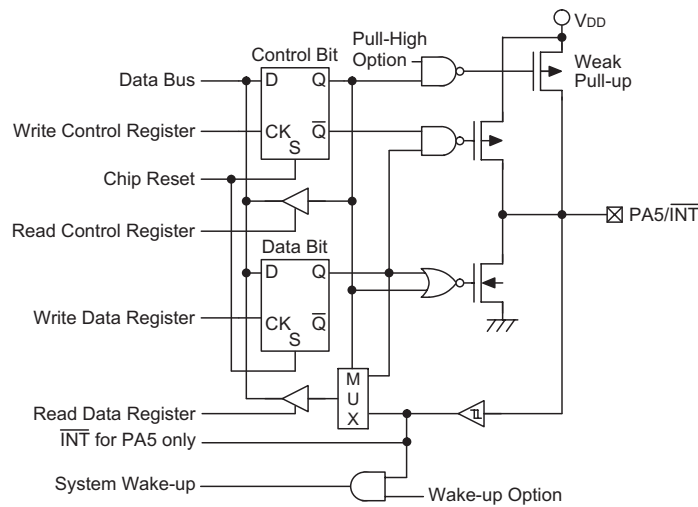 VDD
Control Bit
Pull-High
Option
Weak
Pull-up
Data Bus
D
Q
Write Control Register
CK
Q̅
S
Chip Reset
PA5/I̅N̅T̅
Read Control Register
Data Bit
D
Q
Write Data Register
CK
Q̅
S
M
U
X
Read Data Register
I̅N̅T̅ for PA5 only
System Wake-up
Wake-up Option